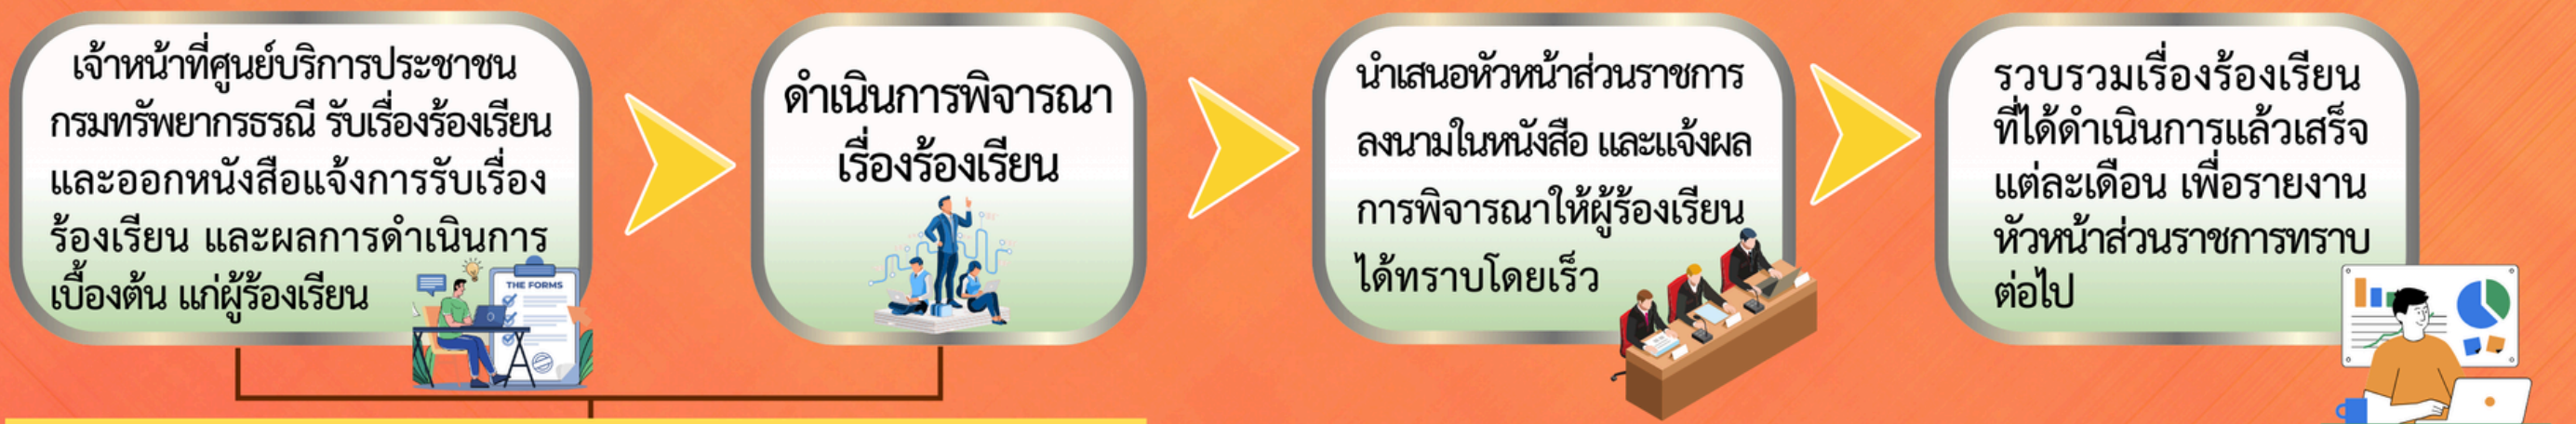 เจ้าหน้าที่ศูนย์บริการประชาชน
กรมทรัพยากรธรณี รับเรื่องร้องเรียน
และออกหนังสือแจ้งการรับเรื่อง
ร้องเรียน และผลการดำเนินการ
เบื้องต้น แก่ผู้ร้องเรียน
THE FORMS
ดำเนินการพิจารณา
เรื่องร้องเรียน
นำเสนอหัวหน้าส่วนราชการ
ลงนามในหนังสือ และแจ้งผล
การพิจารณาให้ผู้ร้องเรียน
ได้ทราบโดยเร็ว
รวบรวมเรื่องร้องเรียน
ที่ได้ดำเนินการแล้วเสร็จ
แต่ละเดือน เพื่อรายงาน
หัวหน้าส่วนราชการทราบ
ต่อไป